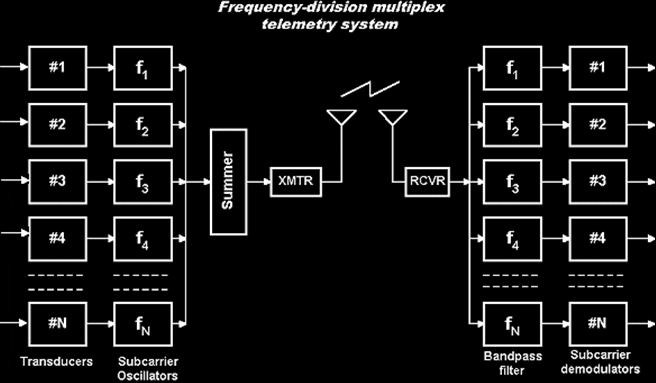 Frequency-division multiplex
telemetry system
#1 f1 f1 #1
#2 f2 f2 #2
#3 f3 Summer XMTR RCVR f3 #3
#4 f4 f4 #4
#N fN fN #N
Transducers
Subcarrier
Oscillators
Bandpass
filter
Subcarrier
demodulators